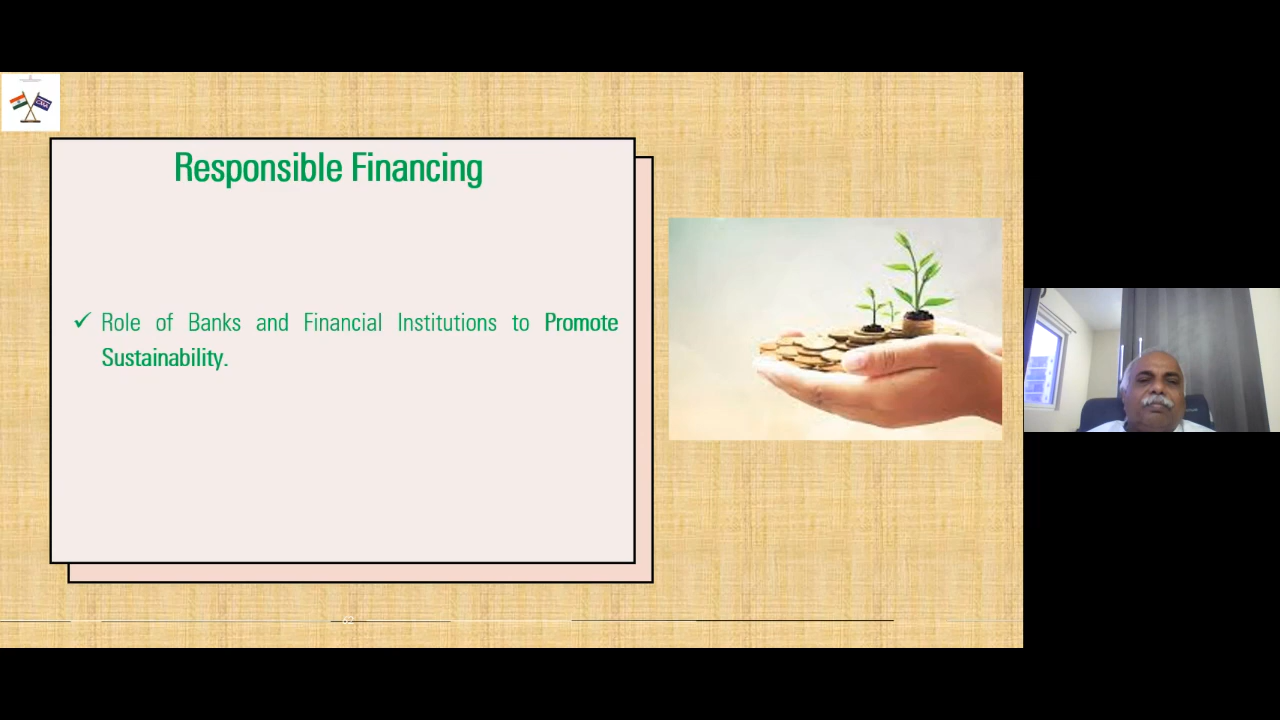 Responsible Financing
✓ Role of Banks and Financial Institutions to Promote
Sustainability.